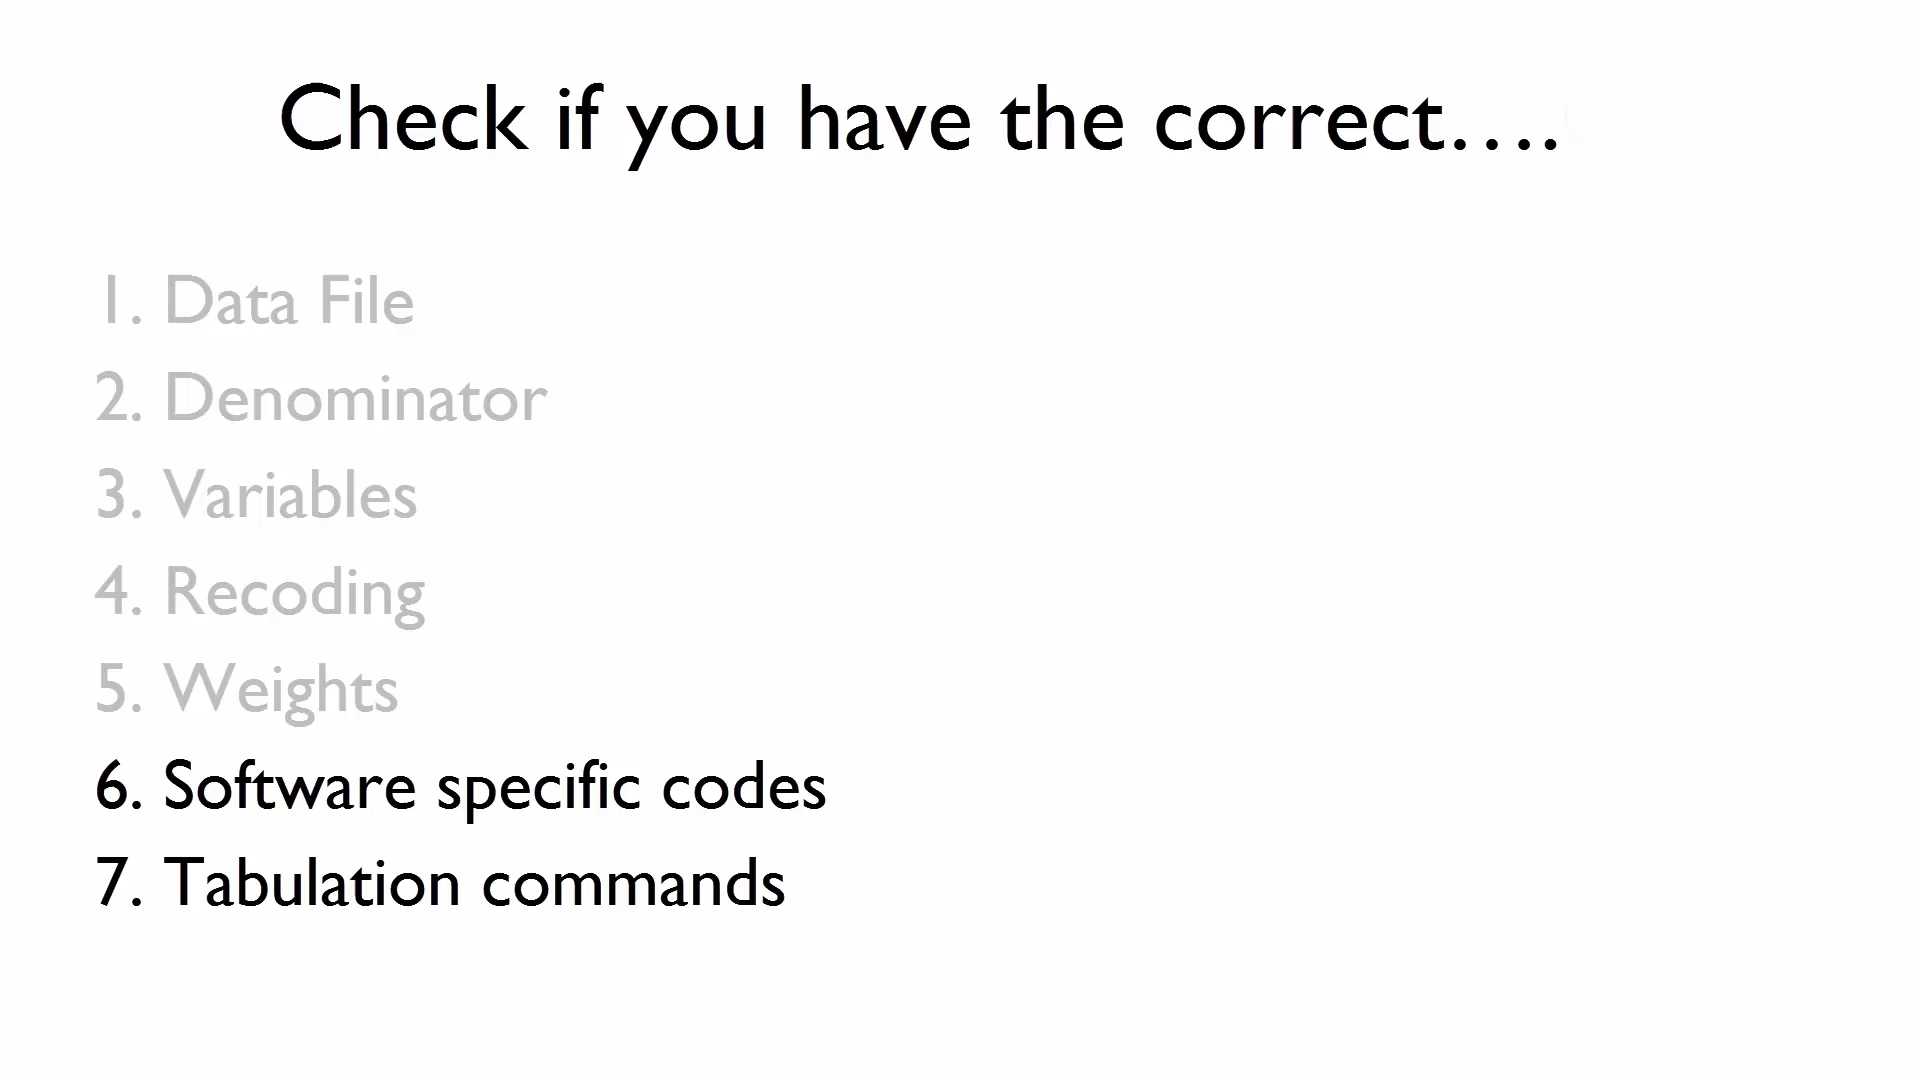 Check if you have the correct....
1. Data File
2. Denominator
3. Variables
4. Recoding
5. Weights
6. Software specific codes
7. Tabulation commands